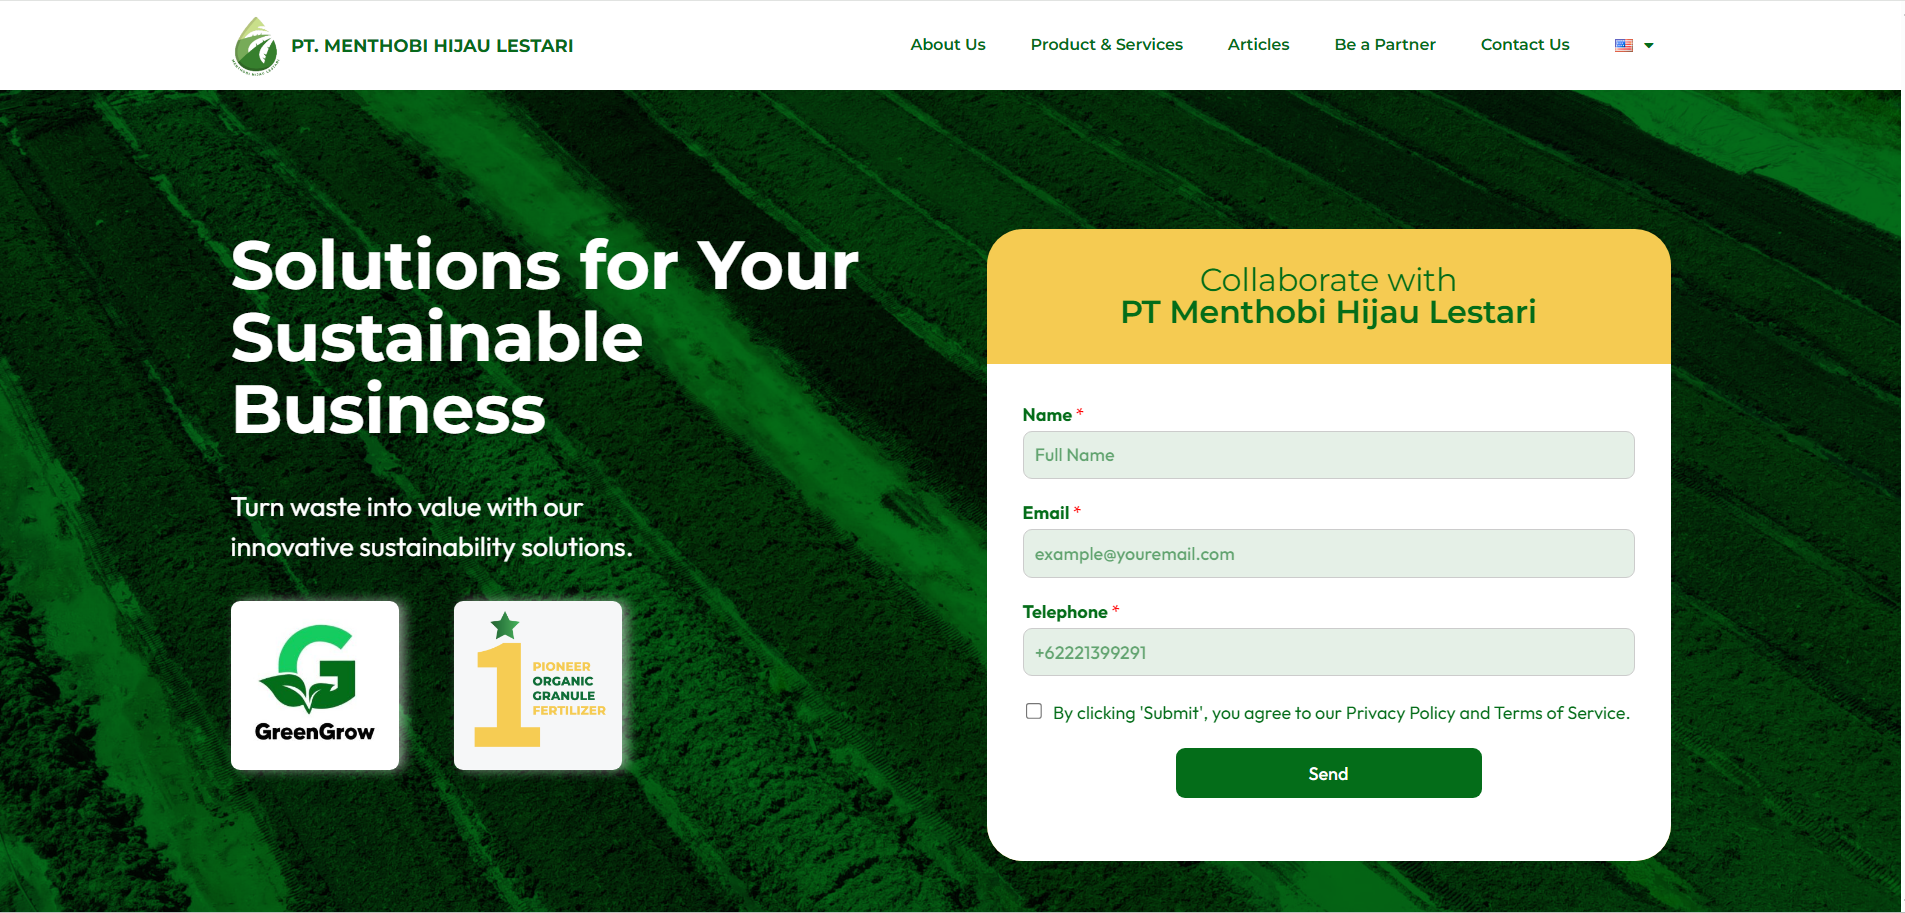 PT. MENTHOBI HIJAU LESTARI
About Us
Product & Services
Articles
Be a Partner
Contact Us
Solutions for Your
Sustainable
Business
Turn waste into value with our
innovative sustainability solutions.
GreenGrow
1
PIONEER
ORGANIC
GRANULE
FERTILIZER
Collaborate with
PT Menthobi Hijau Lestari
Name *
Full Name
Email *
example@youremail.com
Telephone *
+62221399291
By clicking 'Submit', you agree to our Privacy Policy and Terms of Service.
Send